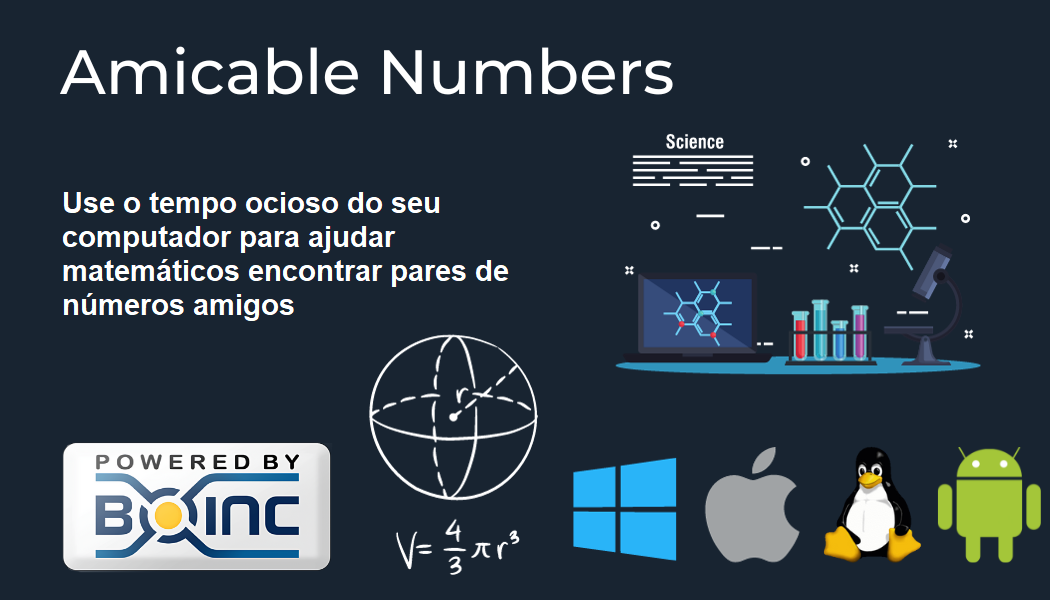 Amicable Numbers
Science
Use o tempo ocioso do seu
computador para ajudar
matemáticos encontrar pares de
números amigos
r
POWERED BY
BOINC
V = 4/3 π r³